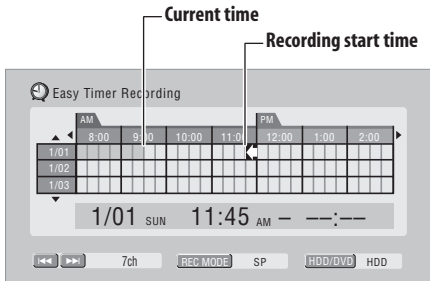 Current time
Recording start time
Easy Timer Recording
AM PM
8:00 9:00 10:00 11:00 12:00 1:00 2:00
1/01
1/02
1/03
1/01 SUN 11:45 AM – --:--
7ch REC MODE SP HDD/DVD HDD